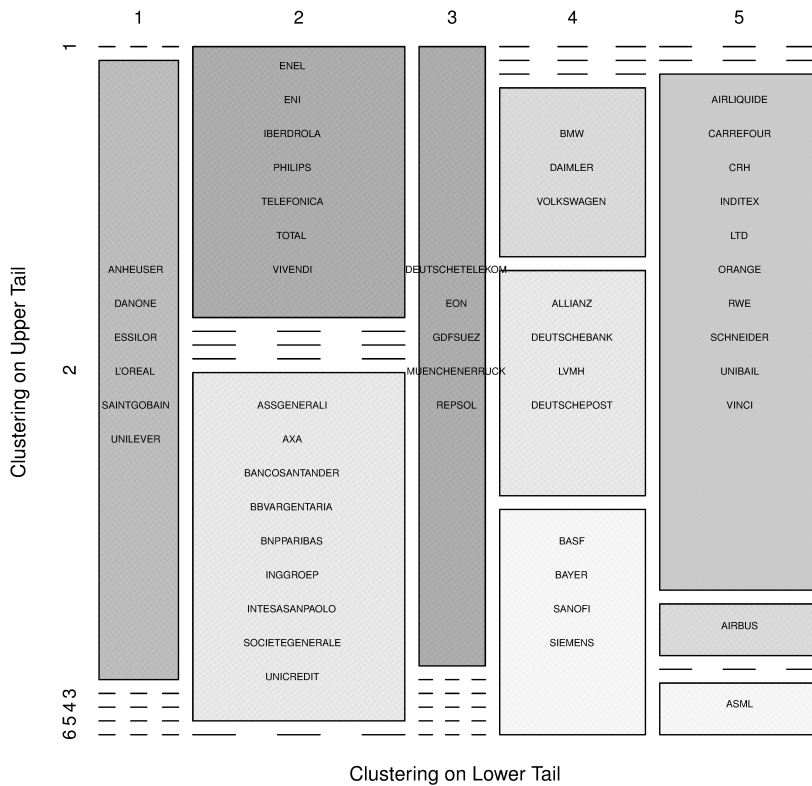 1 2 3 4 5
1
2
3
4
5
6
Clustering on Upper Tail
ANHEUSER
DANONE
ESSILOR
L'OREAL
SAINTGOBAIN
UNILEVER
ENEL
ENI
IBERDROLA
PHILIPS
TELEFONICA
TOTAL
VIVENDI
ASSGENERALI
AXA
BANCOSANTANDER
BBVARGENTARIA
BNPPARIBAS
INGGROEP
INTESASANPAOLO
SOCIETEGENERALE
UNICREDIT
DEUTSCHETELEKOM
EON
GDFSUEZ
MUENCHENERRUCK
REPSOL
BMW
DAIMLER
VOLKSWAGEN
ALLIANZ
DEUTSCHEBANK
LVMH
DEUTSCHEPOST
BASF
BAYER
SANOFI
SIEMENS
AIRLIQUIDE
CARREFOUR
CRH
INDITEX
LTD
ORANGE
RWE
SCHNEIDER
UNIBAIL
VINCI
AIRBUS
ASML
Clustering on Lower Tail